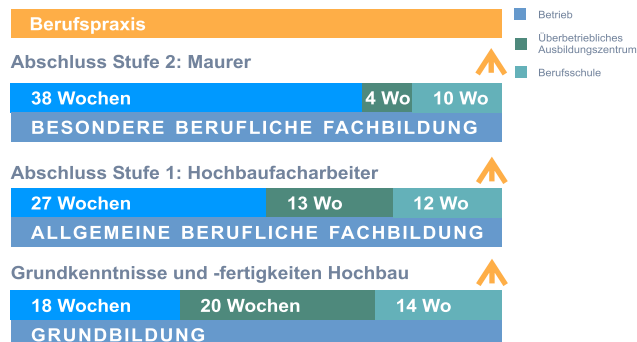 Berufspraxis
Betrieb
Überbetriebliches
Ausbildungszentrum
Berufsschule
Abschluss Stufe 2: Maurer
38 Wochen 4 Wo 10 Wo
BESONDERE BERUFLICHE FACHBILDUNG
Abschluss Stufe 1: Hochbaufacharbeiter
27 Wochen 13 Wo 12 Wo
ALLGEMEINE BERUFLICHE FACHBILDUNG
Grundkenntnisse und -fertigkeiten Hochbau
18 Wochen 20 Wochen 14 Wo
GRUNDBILDUNG